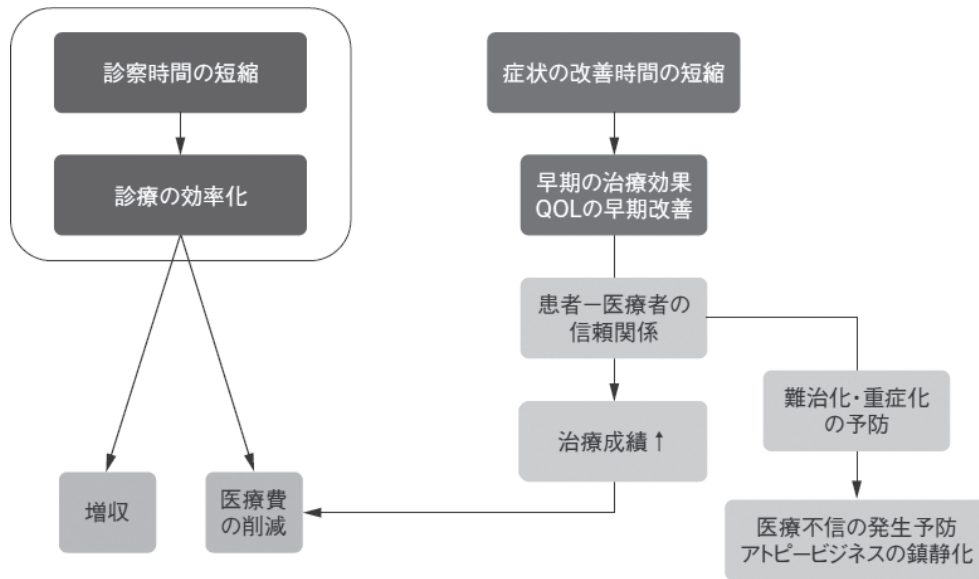 診察時間の短縮
診療の効率化
増収
医療費
の削減
症状の改善時間の短縮
早期の治療効果
QOLの早期改善
患者ー医療者の
信頼関係
治療成績↑
難治化・重症化
の予防
医療不信の発生予防
アトピービジネスの鎮静化